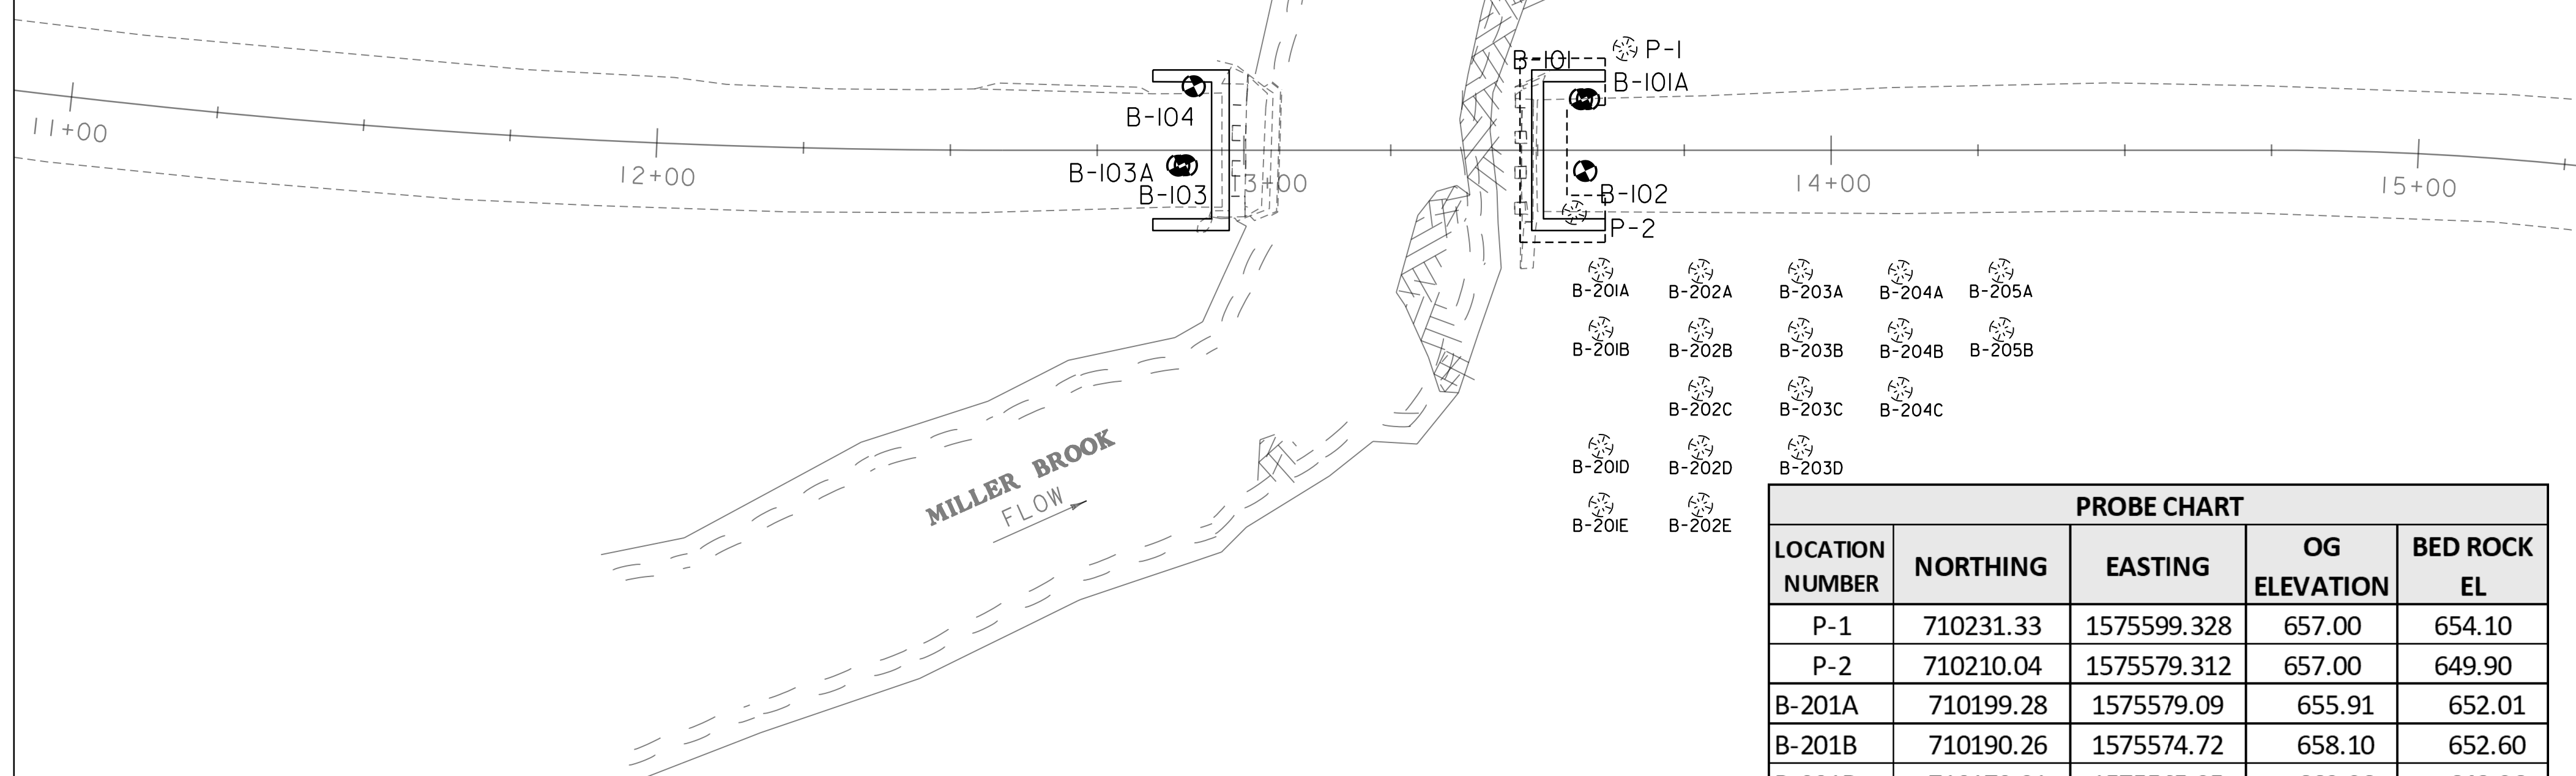 B-101
P-1
B-101A
B-104
11+00
B-103A
B-103
12+00
13+00
14+00
15+00
B-102
P-2
B-201A B-202A B-203A B-204A B-205A
B-201B B-202B B-203B B-204B B-205B
B-202C B-203C B-204C
B-201D B-202D B-203D
B-201E B-202E
MILLER BROOK
FLOW
PROBE CHART
LOCATION NUMBER NORTHING EASTING OG ELEVATION BED ROCK EL
P-1 710231.33 1575599.328 657.00 654.10
P-2 710210.04 1575579.312 657.00 649.90
B-201A 710199.28 1575579.09 655.91 652.01
B-201B 710190.26 1575574.72 658.10 652.60